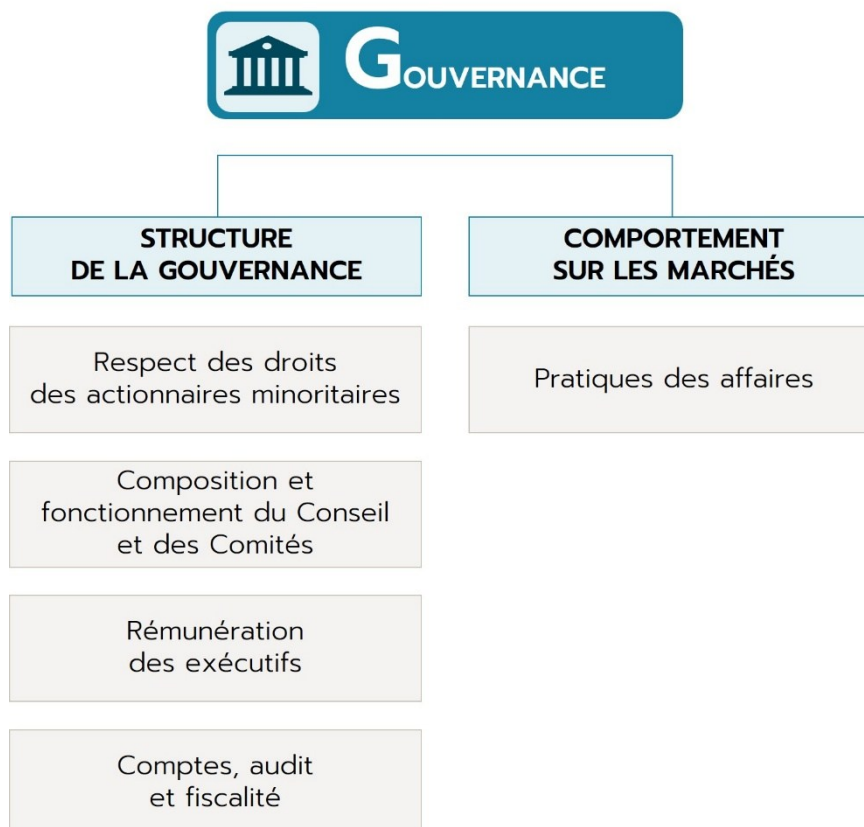 GOUVERNANCE
STRUCTURE
DE LA GOUVERNANCE
Respect des droits
des actionnaires minoritaires
Composition et
fonctionnement du Conseil
et des Comités
Rémunération
des exécutifs
Comptes, audit
et fiscalité
COMPORTEMENT
SUR LES MARCHÉS
Pratiques des affaires